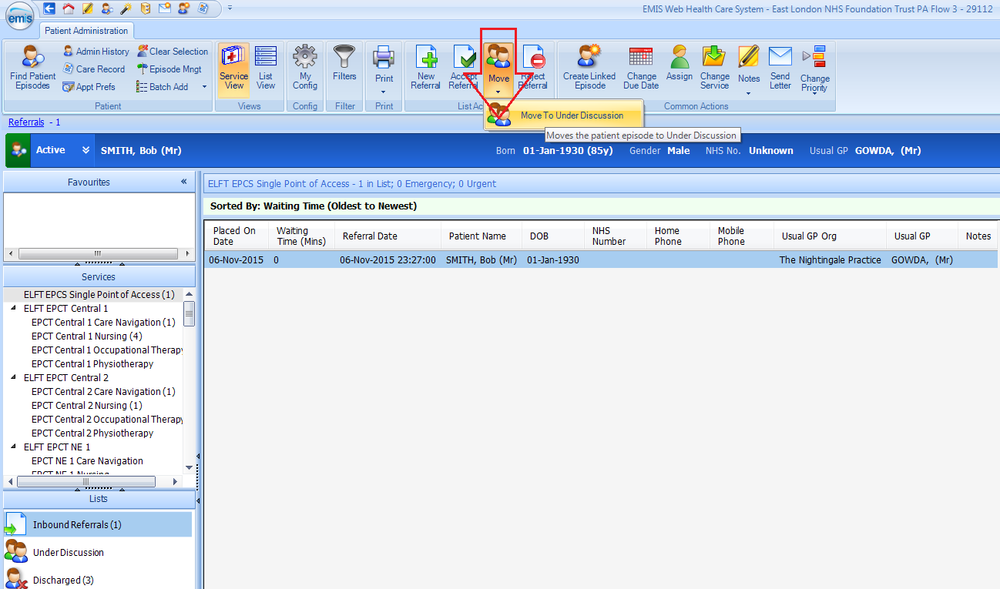 emis
EMIS Web Health Care System - East London NHS Foundation Trust PA Flow 3 - 29112
Patient Administration
Find Patient Episodes
Admin History
Care Record
Appt Prefs
Clear Selection
Episode Mngt
Batch Add
Service View
List View
My Config
Filters
Print
New Referral
Accept Referral
Move
Reject Referral
Create Linked Episode
Change Due Date
Assign
Change Service
Notes
Send Letter
Change Priority
Patient
Views
Config
Filter
Print
List Ac
Common Actions
Move To Under Discussion
Moves the patient episode to Under Discussion
Referrals - 1
Active SMITH, Bob (Mr) Born 01-Jan-1930 (85y) Gender Male NHS No. Unknown Usual GP GOWDA, (Mr)
Favourites
ELFT EPCS Single Point of Access - 1 in List; 0 Emergency; 0 Urgent
Sorted By: Waiting Time (Oldest to Newest)
Placed On Date
Waiting Time (Mins)
Referral Date
Patient Name
DOB
NHS Number
Home Phone
Mobile Phone
Usual GP Org
Usual GP
Notes
06-Nov-2015 0 06-Nov-2015 23:27:00 SMITH, Bob (Mr) 01-Jan-1930 The Nightingale Practice GOWDA, (Mr)
Services
ELFT EPCS Single Point of Access (1)
ELFT EPCT Central 1
EPCT Central 1 Care Navigation (1)
EPCT Central 1 Nursing (4)
EPCT Central 1 Occupational Therapy
EPCT Central 1 Physiotherapy
ELFT EPCT Central 2
EPCT Central 2 Care Navigation (1)
EPCT Central 2 Nursing (1)
EPCT Central 2 Occupational Therapy
EPCT Central 2 Physiotherapy
ELFT EPCT NE 1
EPCT NE 1 Care Navigation
EPCT NE 1 Nursing
Lists
Inbound Referrals (1)
Under Discussion
Discharged (3)